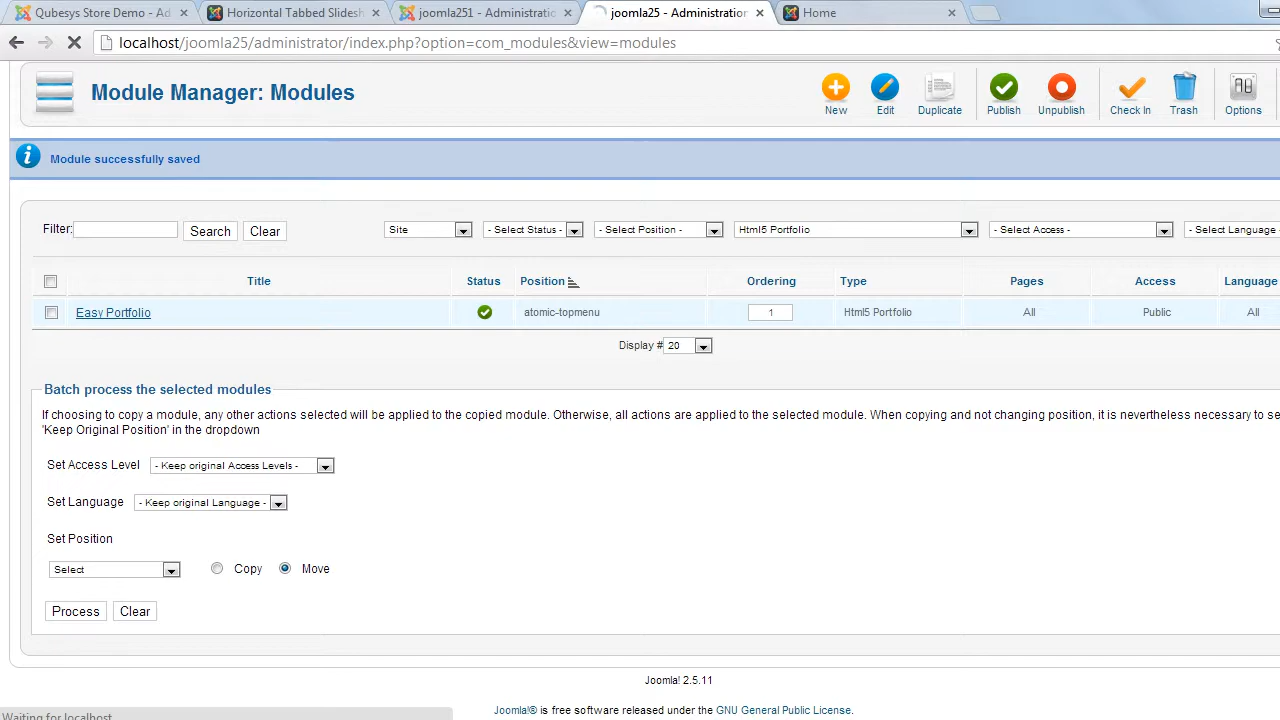 Qubesys Store Demo - Ad
Horizontal Tabbed Slidesh
joomla251 - Administratio
joomla25 - Administration
Home
localhost/joomla25/administrator/index.php?option=com_modules&view=modules
Module Manager: Modules
New
Edit
Duplicate
Publish
Unpublish
Check In
Trash
Options
Module successfully saved
Filter:
Search
Clear
Site
- Select Status -
- Select Position -
Html5 Portfolio
- Select Access -
- Select Language -
Title
Status
Position
Ordering
Type
Pages
Access
Language
Easy Portfolio
atomic-topmenu
1
Html5 Portfolio
All
Public
All
Display # 20
Batch process the selected modules
If choosing to copy a module, any other actions selected will be applied to the copied module. Otherwise, all actions are applied to the selected module. When copying and not changing position, it is nevertheless necessary to se
'Keep Original Position' in the dropdown
Set Access Level
- Keep original Access Levels -
Set Language
- Keep original Language -
Set Position
Select
Copy
Move
Process
Clear
Joomla! 2.5.11
Joomla!® is free software released under the GNU General Public License.
Waiting for localhost